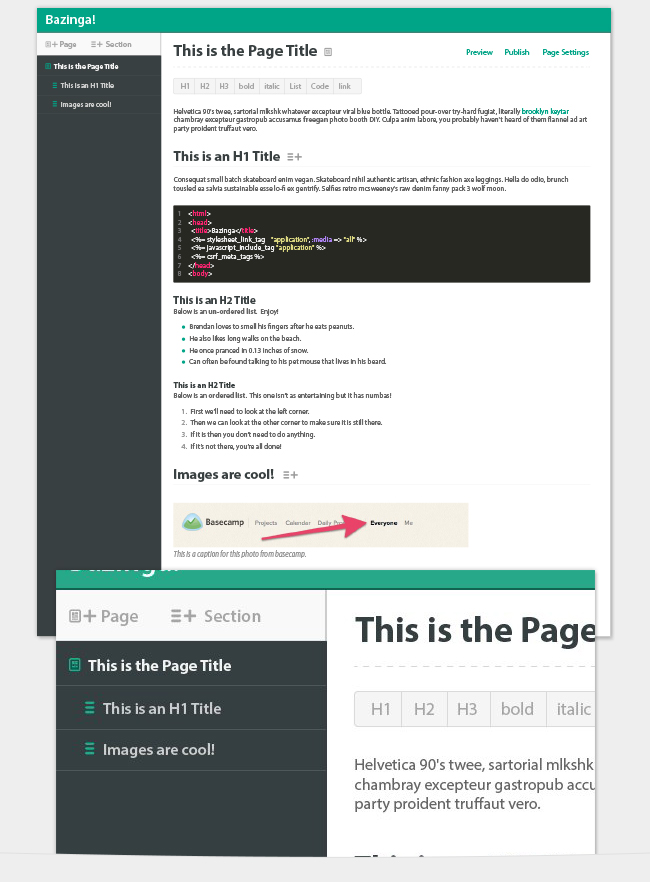 Bazinga!
Page Section
This is the Page Title
This is an H1 Title
Images are cool!
This is the Page Title
Preview Publish Page Settings
H1 H2 H3 bold italic List Code link
Helvetica 90's twee, sartorial mlkshk whatever excepteur viral blue bottle. Tattooed pour-over try-hard fugiat, literally brooklyn keytar
chambray excepteur gastropub accusamus freegan photo booth DIY. Culpa anim labore, you probably haven't heard of them flannel ad art
party proident truffaut vero.
This is an H1 Title
Consequat small batch skateboard enim vegan. Skateboard nihil authentic artisan, ethnic fashion axe leggings. Hella do odio, brunch
tousled ea salvia sustainable esse lo-fi ex gentrify. Selfies retro mcsweeney's raw denim fanny pack 3 wolf moon.
1 <html>
2 <head>
3 <title>Bazinga</title>
4 <%= stylesheet_link_tag "application", :media => "all" %>
5 <%= javascript_include_tag "application" %>
6 <%= csrf_meta_tags %>
7 </head>
8 <body>
This is an H2 Title
Below is an un-ordered list. Enjoy!
Brendan loves to smell his fingers after he eats peanuts.
He also likes long walks on the beach.
He once pranced in 0.13 inches of snow.
Can often be found talking to his pet mouse that lives in his beard.
This is an H2 Title
Below is an ordered list. This one isn't as entertaining but it has numbas!
1. First we'll need to look at the left corner.
2. Then we can look at the other corner to make sure it is still there.
3. If it is then you don't need to do anything.
4. If it's not there, you're all done!
Images are cool!
Basecamp Projects Calendar Daily Everyone Me
This is a caption for this photo from basecamp.
Bazinga!
Page Section
This is the Page Title
This is an H1 Title
Images are cool!
This is the Page
H1 H2 H3 bold italic
Helvetica 90's twee, sartorial mlkshk
chambray excepteur gastropub accu
party proident truffaut vero.